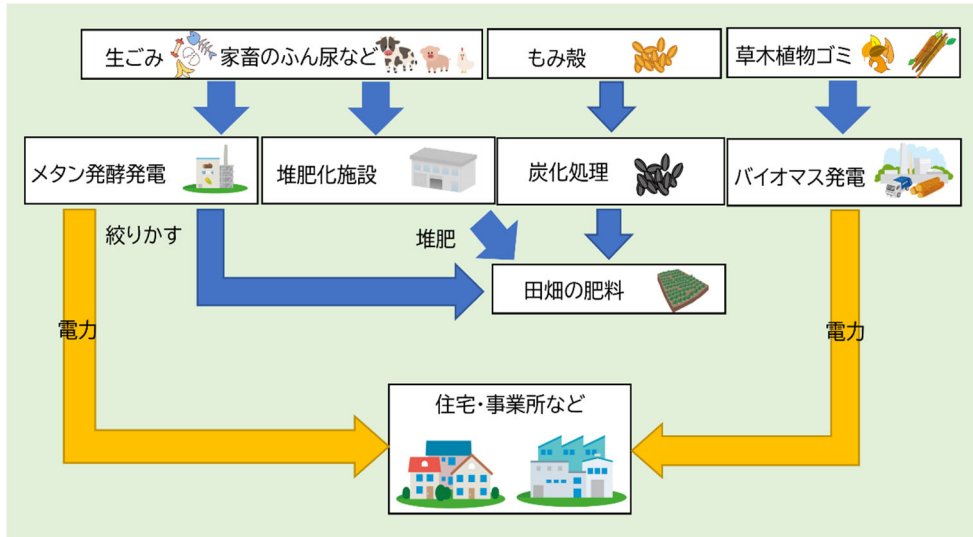 生ごみ
家畜のふん尿など
もみ殻
草木植物ゴミ
メタン発酵発電
堆肥化施設
炭化処理
バイオマス発電
絞りかす
堆肥
田畑の肥料
電力
電力
住宅・事業所など